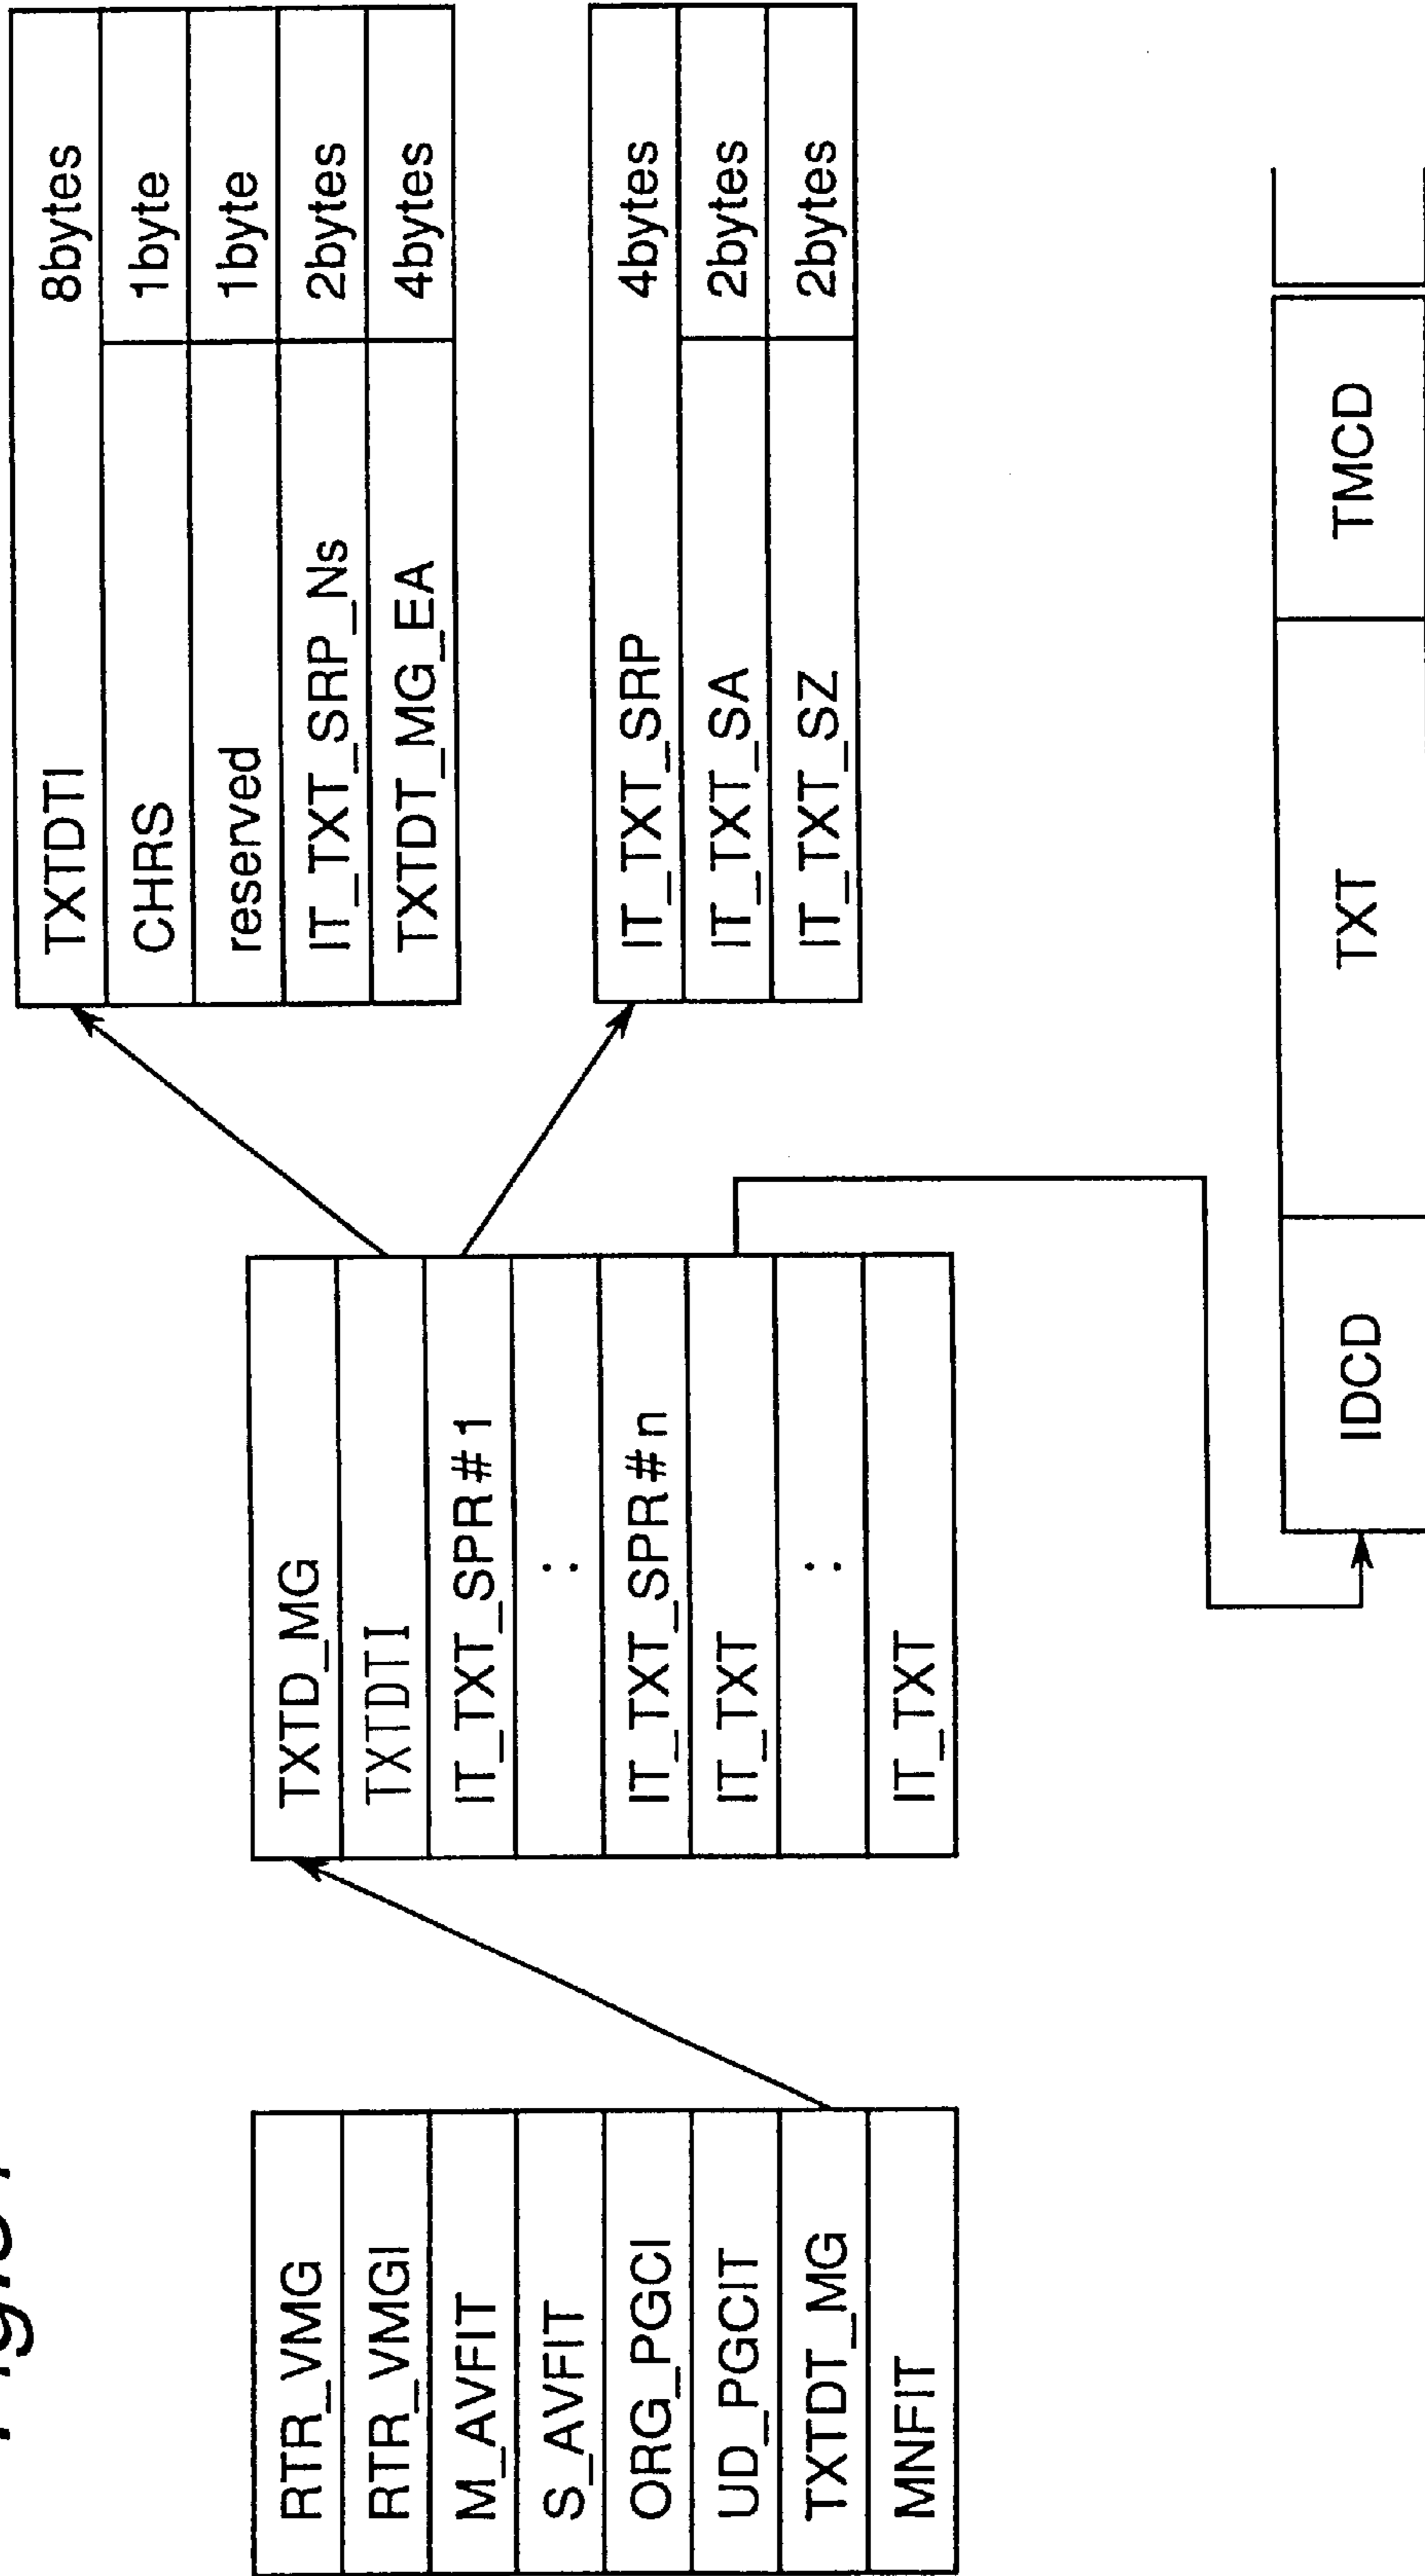 RTR_VMG
RTR_VMGI
M_AVFIT
S_AVFIT
ORG_PGCI
UD_PGCIT
TXTDT_MG
MNFIT
TXTD_MG
TXTDTI
IT_TXT_SPR#1
:
IT_TXT_SPR#n
IT_TXT
:
IT_TXT
TXTDTI 8bytes
CHRS 1byte
reserved 1byte
IT_TXT_SRP_Ns 2bytes
TXTDT_MG_EA 4bytes
IT_TXT_SRP 4bytes
IT_TXT_SA 2bytes
IT_TXT_SZ 2bytes
IDCD TXT TMCD